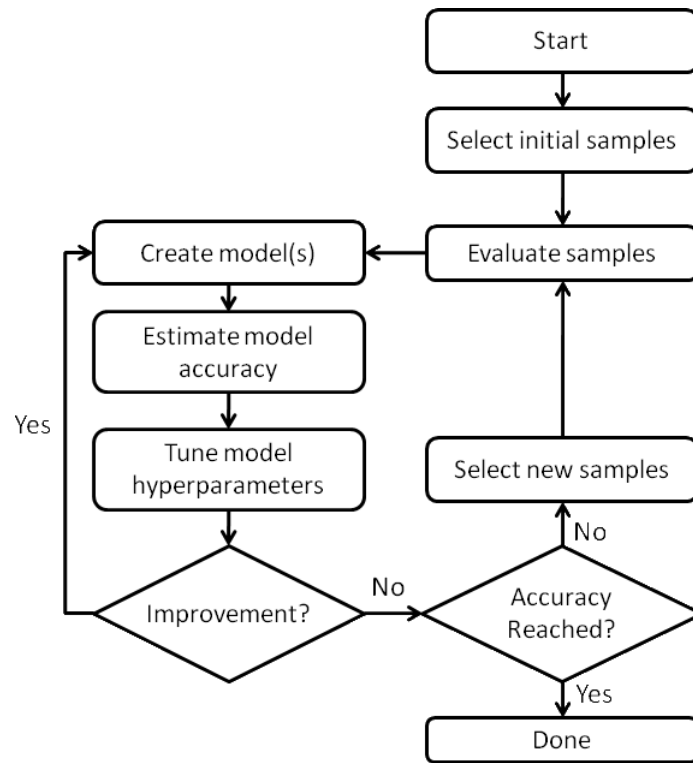 Start
Select initial samples
Evaluate samples
Create model(s)
Estimate model
accuracy
Tune model
hyperparameters
Yes
Improvement?
No
Accuracy
Reached?
No
Select new samples
Yes
Done